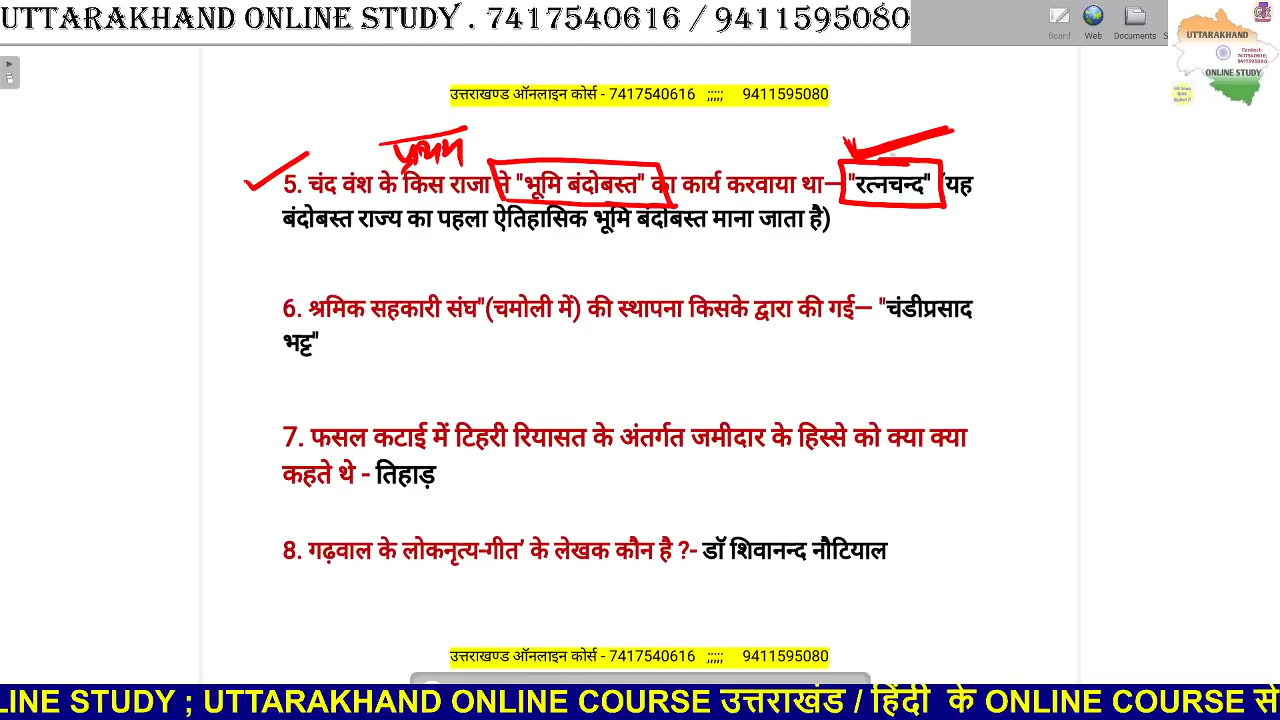 UTTARAKHAND ONLINE STUDY . 7417540616 / 9411595080
Board Web Documents
UTTARAKHAND
Contact:
7417540616;
9411595080
ONLINE STUDY
उत्तराखण्ड ऑनलाइन कोर्स - 7417540616 ;;;;; 9411595080
प्रथम
5. चंद वंश के किस राजा ने "भूमि बंदोबस्त" का कार्य करवाया था— "रत्नचन्द" (यह
बंदोबस्त राज्य का पहला ऐतिहासिक भूमि बंदोबस्त माना जाता है)
6. श्रमिक सहकारी संघ"(चमोली में) की स्थापना किसके द्वारा की गई— "चंडीप्रसाद
भट्ट"
7. फसल कटाई में टिहरी रियासत के अंतर्गत जमीदार के हिस्से को क्या क्या
कहते थे - तिहाड़
8. गढ़वाल के लोकनृत्य-गीत’ के लेखक कौन है ?- डॉ शिवानन्द नौटियाल
उत्तराखण्ड ऑनलाइन कोर्स - 7417540616 ;;;;; 9411595080
LINE STUDY ; UTTARAKHAND ONLINE COURSE उत्तराखंड / हिंदी के ONLINE COURSE से